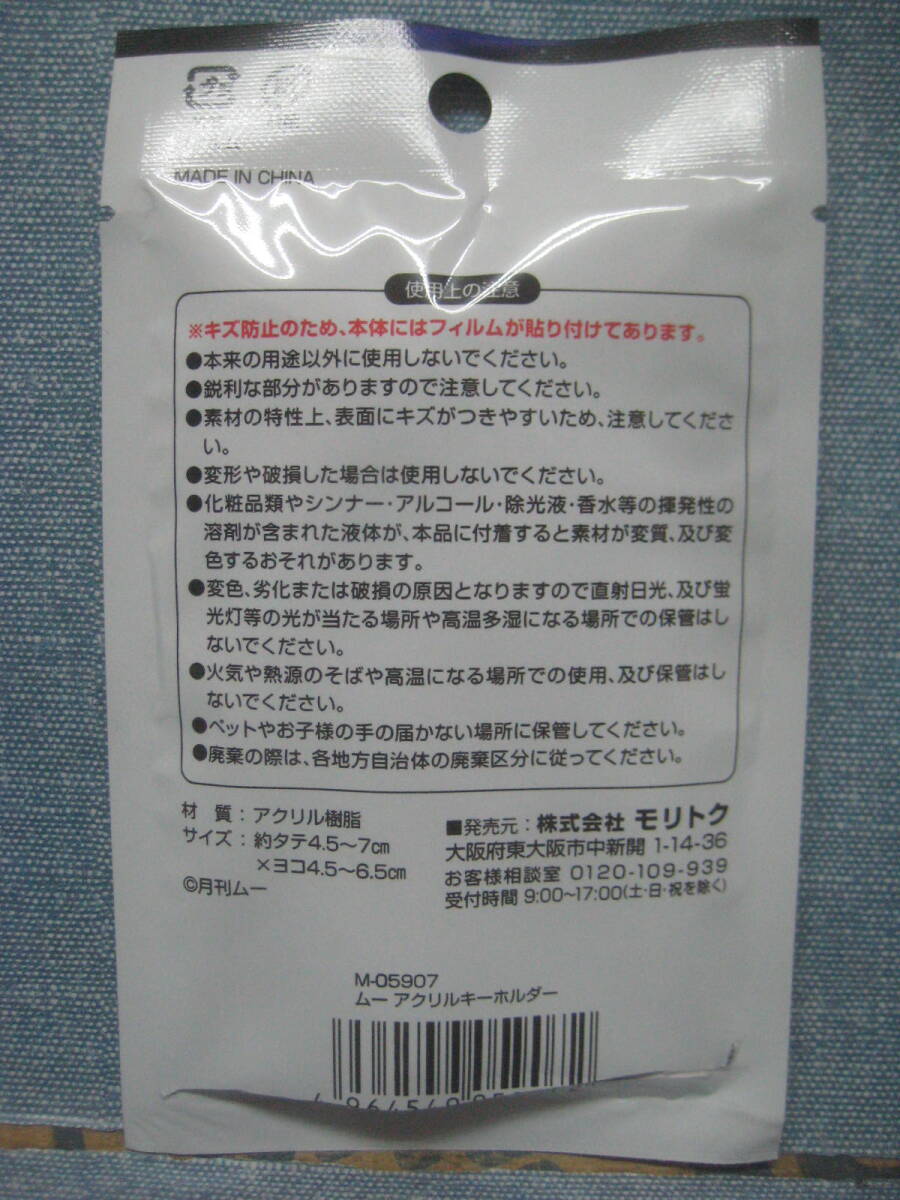 MADE IN CHINA
使用上の注意
※キズ防止のため、本体にはフィルムが貼り付けてあります。
●本来の用途以外に使用しないでください。
●鋭利な部分がありますので注意してください。
●素材の特性上、表面にキズがつきやすいため、注意してくださ
い。
●変形や破損した場合は使用しないでください。
●化粧品類やシンナー・アルコール・除光液・香水等の揮発性の
溶剤が含まれた液体が、本品に付着すると素材が変質、及び変
色するおそれがあります。
●変色、劣化または破損の原因となりますので直射日光、及び蛍
光灯等の光が当たる場所や高温多湿になる場所での保管はし
ないでください。
●火気や熱源のそばや高温になる場所での使用、及び保管はし
ないでください。
●ペットやお子様の手の届かない場所に保管してください。
●廃棄の際は、各地方自治体の廃棄区分に従ってください。
材 質：アクリル樹脂
サイズ：約タテ4.5〜7㎝
×ヨコ4.5〜6.5㎝
©月刊ムー
■発売元：株式会社 モリトク
大阪府東大阪市中新開 1-14-36
お客様相談室 0120-109-939
受付時間 9:00〜17:00(土・日・祝を除く)
M-05907
ムー アクリルキーホルダー